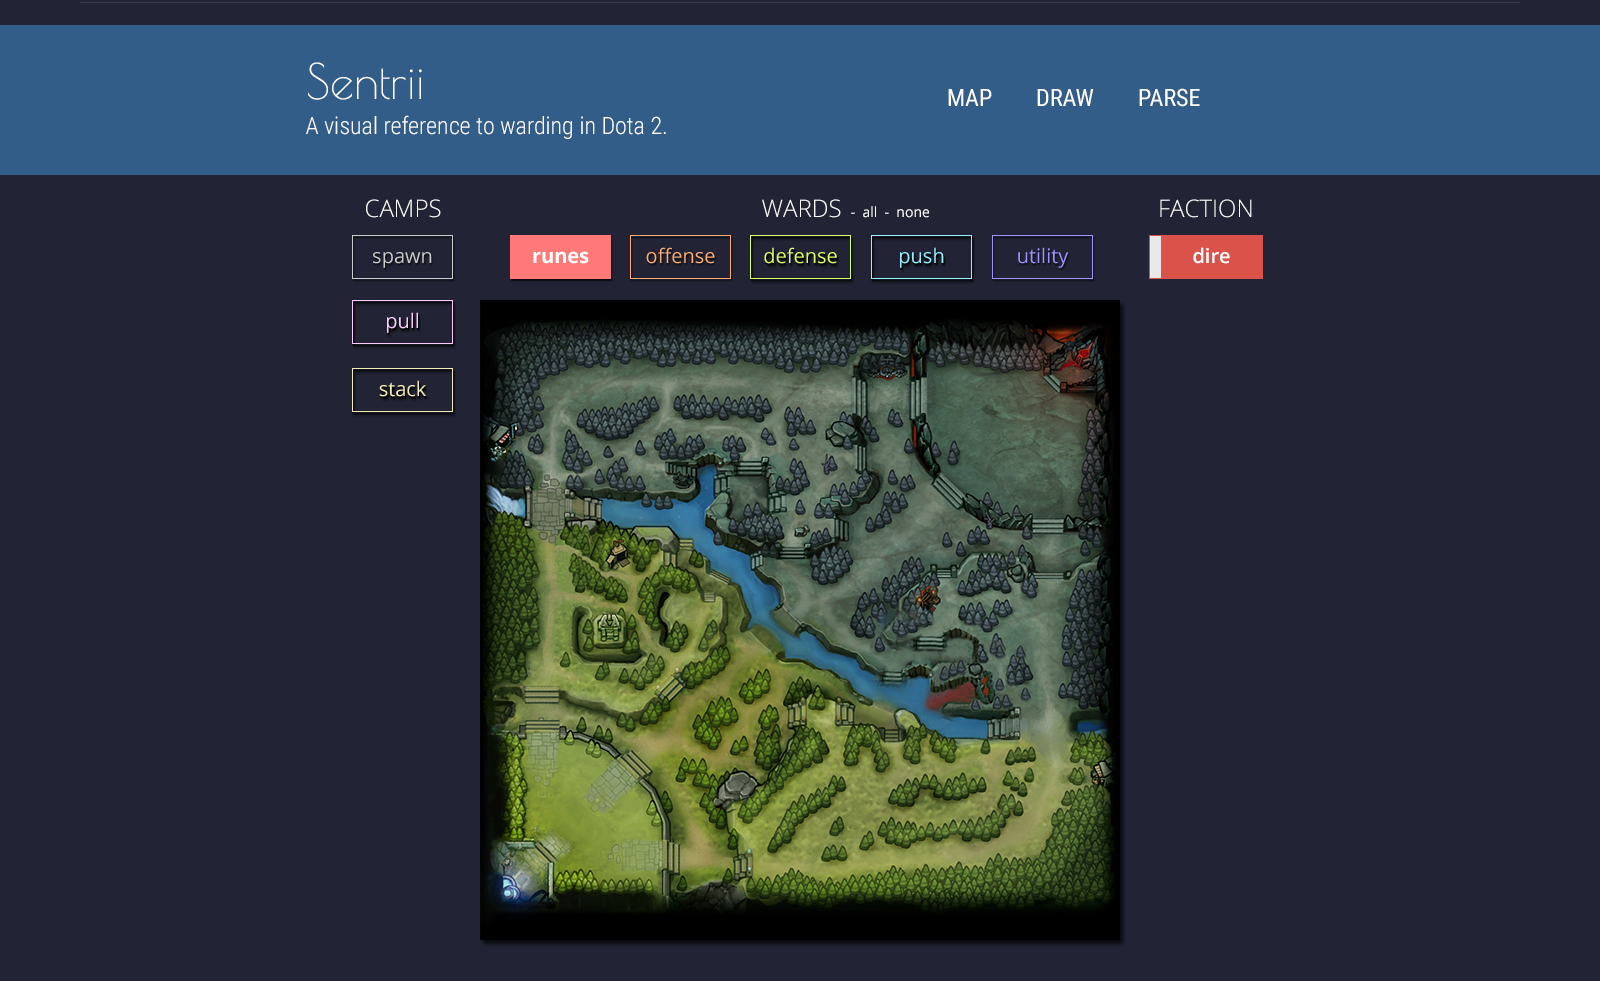 Sentrii
A visual reference to warding in Dota 2.
MAP DRAW PARSE
CAMPS
WARDS - all - none
FACTION
spawn
runes
offense
defense
push
utility
dire
pull
stack